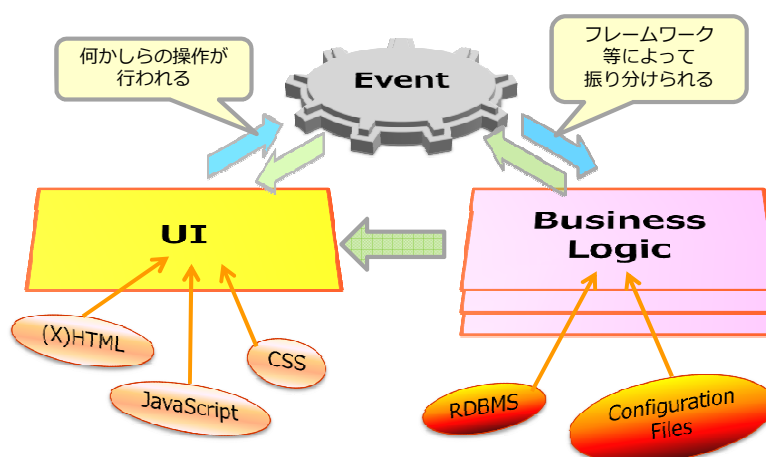 何かしらの操作が
行われる
フレームワーク
等によって
振り分けられる
Event
UI
Business
Logic
(X)HTML
CSS
JavaScript
RDBMS
Configuration
Files